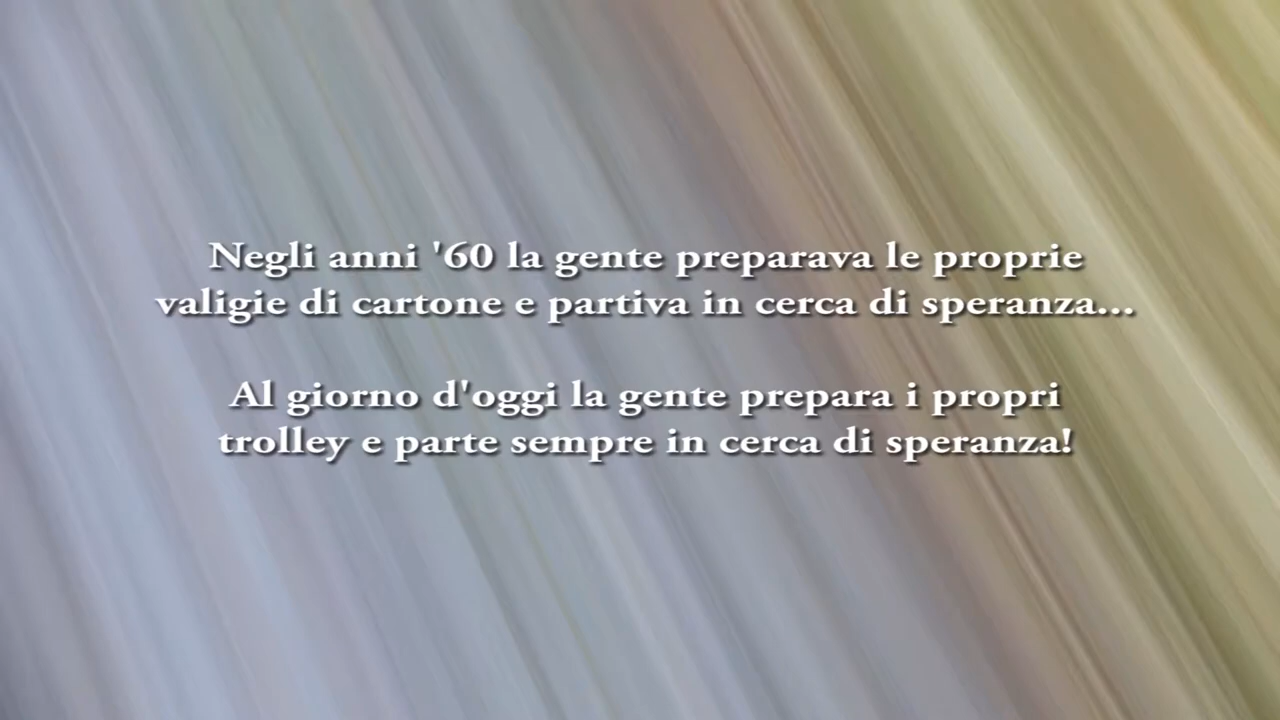 Negli anni '60 la gente preparava le proprie
valigie di cartone e partiva in cerca di speranza...
Al giorno d'oggi la gente prepara i propri
trolley e parte sempre in cerca di speranza!